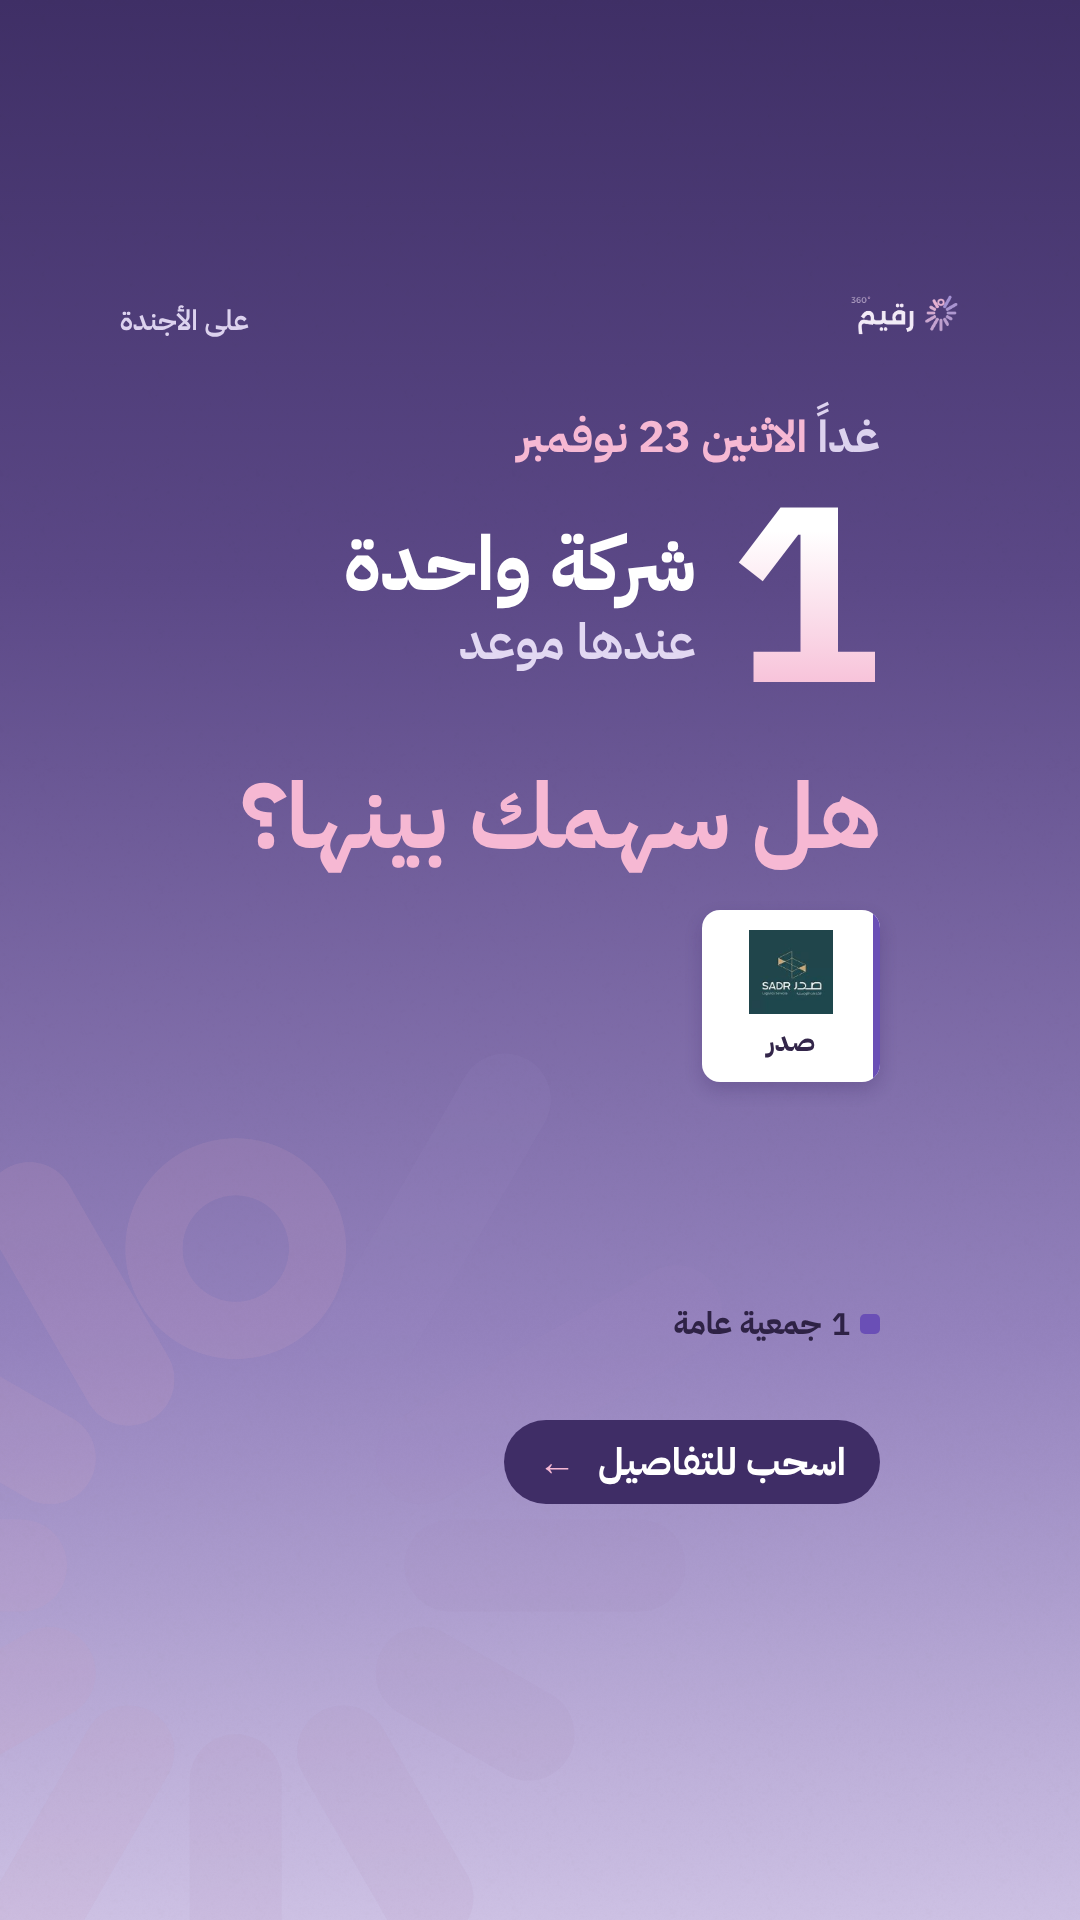 رقيم 360°
على الأجندة
غداً الاثنين 23 نوفمبر
1 شركة واحدة
عندها موعد
هل سهمك بينها؟
صدر SADR
صدر
1 جمعية عامة
اسحب للتفاصيل ←